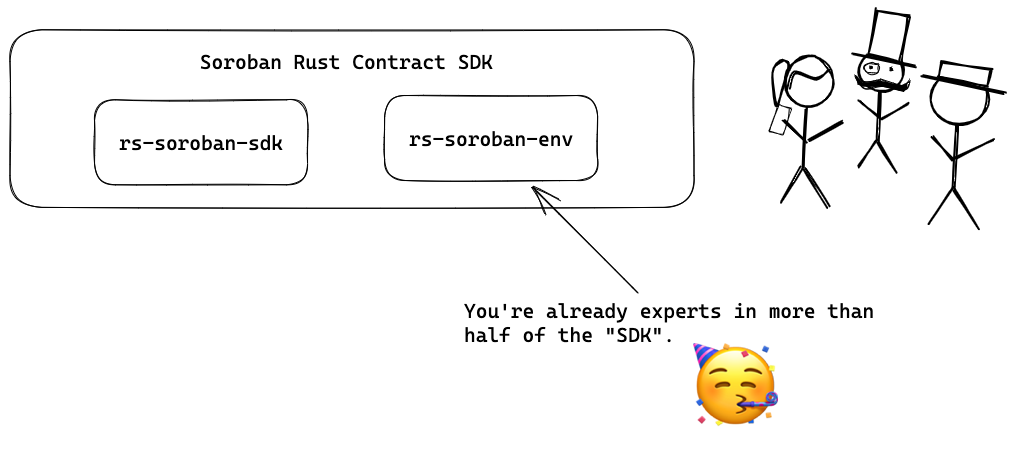 Soroban Rust Contract SDK
rs-soroban-sdk
rs-soroban-env
You're already experts in more than
half of the "SDK".